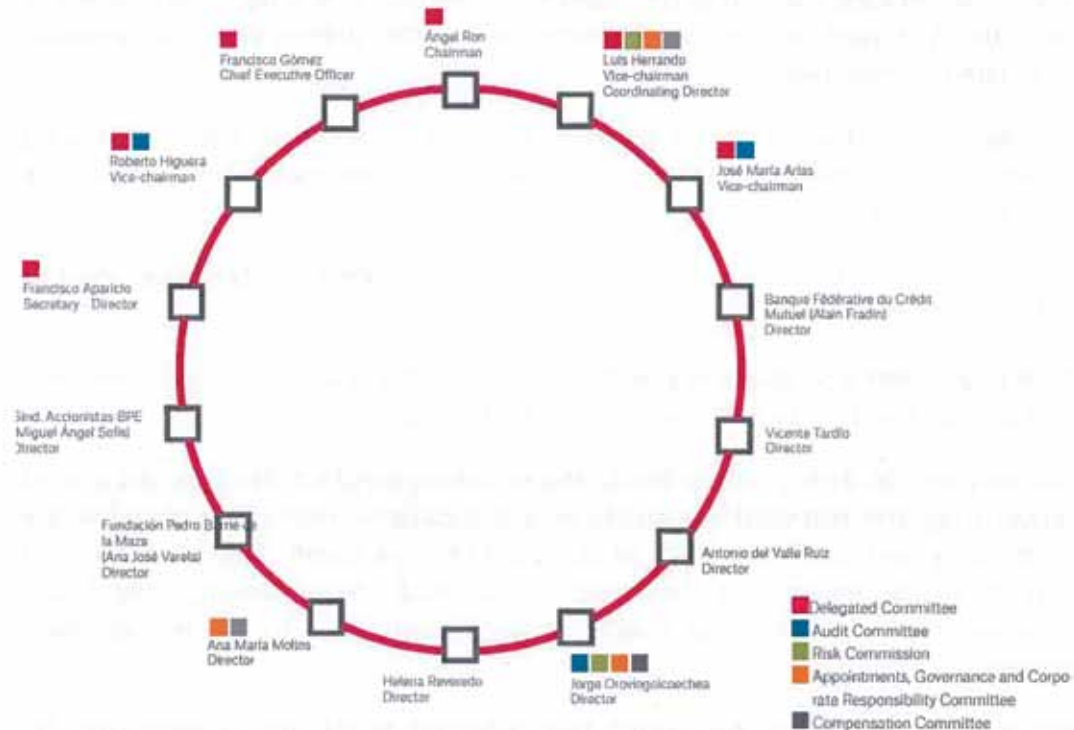 Ángel Ron
Chairman
Francisco Gómez
Chief Executive Officer
Luis Herrando
Vice-chairman
Coordinating Director
Roberto Higuera
Vice-chairman
José María Arias
Vice-chairman
Francisco Aparicio
Secretary - Director
Banque Fédérative du Crédit
Mutuel (Alain Fradin)
Director
Sind. Accionistas BPE
(Miguel Ángel Solís)
Director
Vicente Tardío
Director
Fundación Pedro Barrié de
la Maza
(Ana José Varela)
Director
Antonio del Valle Ruiz
Director
Ana María Molins
Director
Helena Revoredo
Director
Jorge Oroviogoicoechea
Director
Delegated Committee
Audit Committee
Risk Commission
Appointments, Governance and Corpo-
rate Responsibility Committee
Compensation Committee